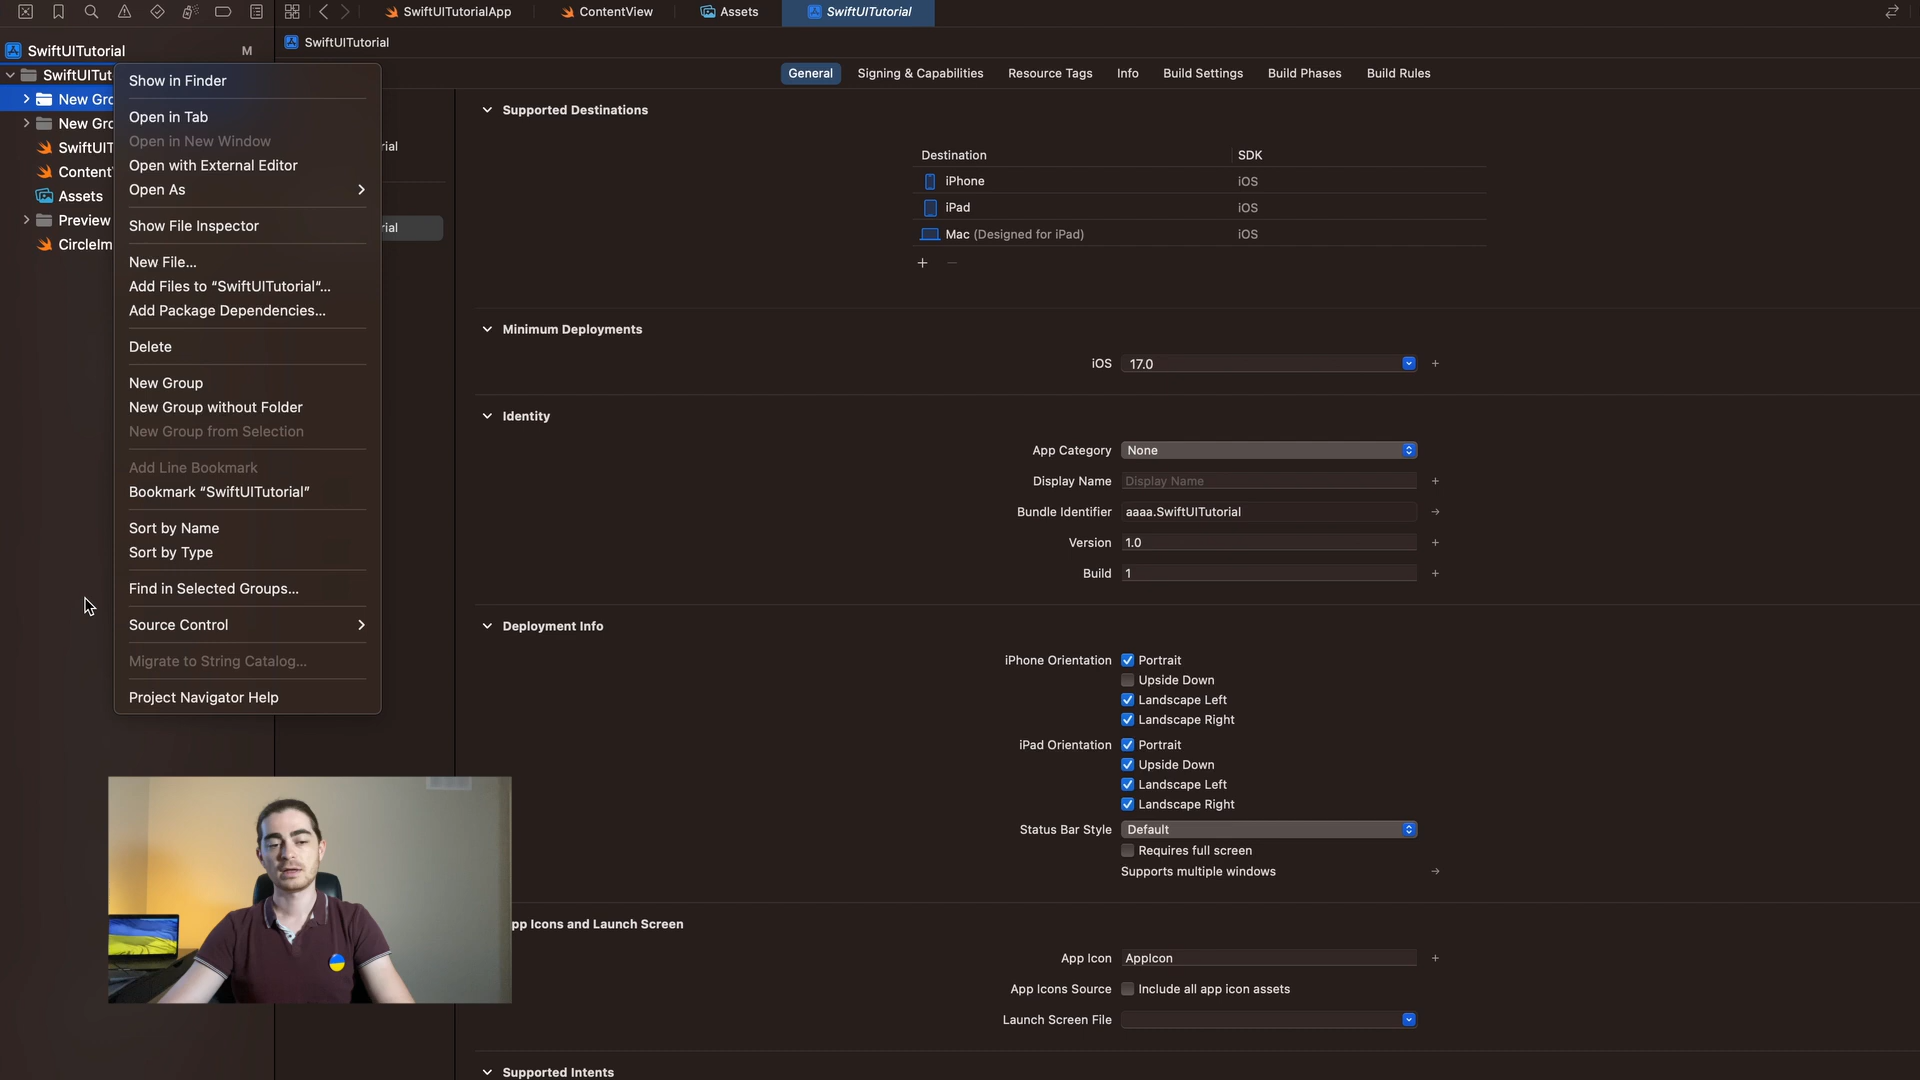 SwiftUITutorialApp
ContentView
Assets
SwiftUITutorial
SwiftUITutorial
M
SwiftUITutorial
General
Signing & Capabilities
Resource Tags
Info
Build Settings
Build Phases
Build Rules
SwiftUITut
New Gro
New Gro
SwiftUIT
Content
Assets
Preview
CircleIm
Show in Finder
Open in Tab
Open in New Window
Open with External Editor
Open As
Show File Inspector
New File...
Add Files to “SwiftUITutorial“...
Add Package Dependencies...
Delete
New Group
New Group without Folder
New Group from Selection
Add Line Bookmark
Bookmark “SwiftUITutorial”
Sort by Name
Sort by Type
Find in Selected Groups...
Source Control
Migrate to String Catalog...
Project Navigator Help
rial
rial
Supported Destinations
Destination
SDK
iPhone
iOS
iPad
iOS
Mac (Designed for iPad)
iOS
Minimum Deployments
iOS
17.0
Identity
App Category
None
Display Name
Display Name
Bundle Identifier
aaaa.SwiftUITutorial
Version
1.0
Build
1
Deployment Info
iPhone Orientation
Portrait
Upside Down
Landscape Left
Landscape Right
iPad Orientation
Portrait
Upside Down
Landscape Left
Landscape Right
Status Bar Style
Default
Requires full screen
Supports multiple windows
pp Icons and Launch Screen
App Icon
AppIcon
App Icons Source
Include all app icon assets
Launch Screen File
Supported Intents